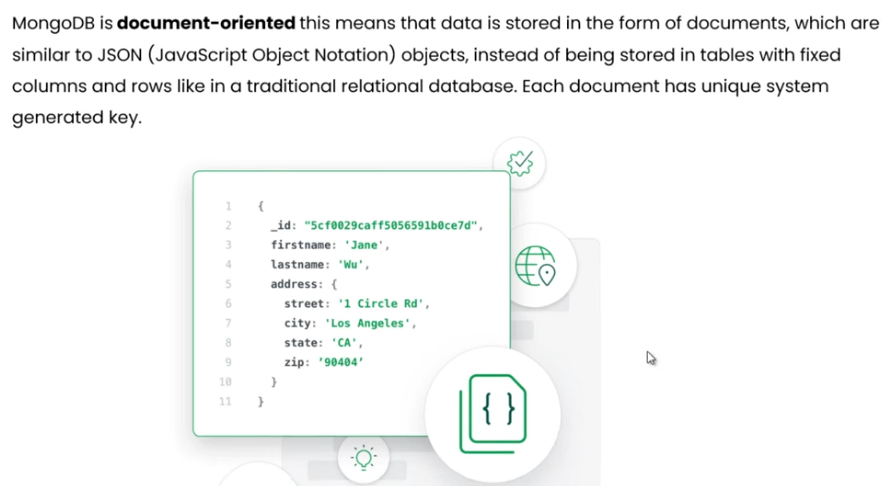 MongoDB is document-oriented this means that data is stored in the form of documents, which are
similar to JSON (JavaScript Object Notation) objects, instead of being stored in tables with fixed
columns and rows like in a traditional relational database. Each document has unique system
generated key.
1 {
2 _id: "5cf0029caff5056591b0ce7d",
3 firstname: 'Jane',
4 lastname: 'Wu',
5 address: {
6 street: '1 Circle Rd',
7 city: 'Los Angeles',
8 state: 'CA',
9 zip: '90404'
10 }
11 }
{ }